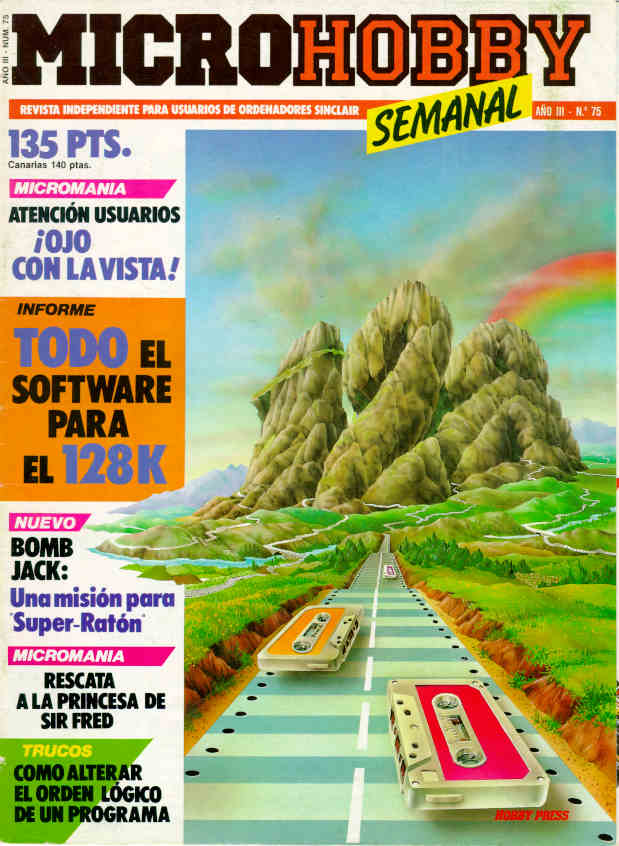 AÑO III - NUM. 75
MICROHOBBY
REVISTA INDEPENDIENTE PARA USUARIOS DE ORDENADORES SINCLAIR
SEMANAL
AÑO III - N.º 75
135 PTS.
Canarias 140 ptas.
MICROMANIA
ATENCIÓN USUARIOS
¡OJO
CON LA VISTA!
INFORME
TODO EL
SOFTWARE
PARA
EL 128K
NUEVO
BOMB
JACK:
Una misión para
"Super-Ratón"
MICROMANIA
RESCATA
A LA PRINCESA DE
SIR FRED
TRUCOS
COMO ALTERAR
EL ORDEN LÓGICO
DE UN PROGRAMA
HOBBY PRESS